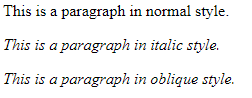 This is a paragraph in normal style.
This is a paragraph in italic style.
This is a paragraph in oblique style.